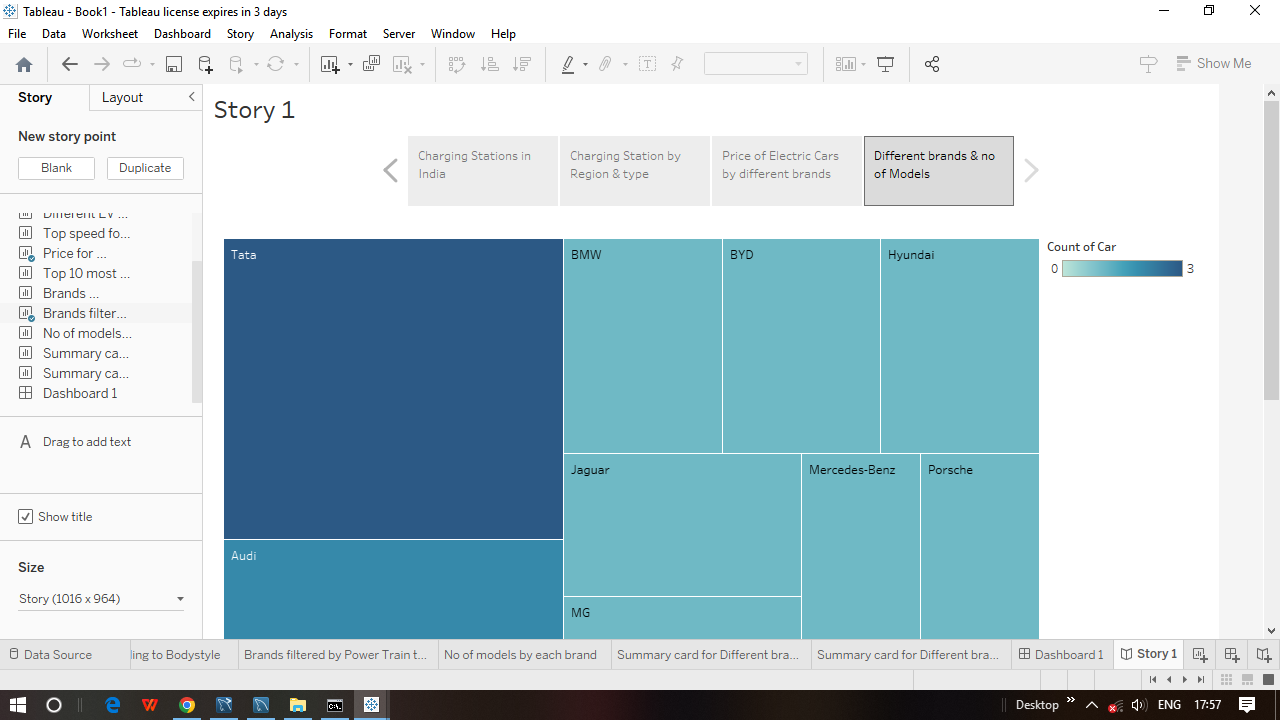 Tableau - Book1 - Tableau license expires in 3 days
File Data Worksheet Dashboard Story Analysis Format Server Window Help
Show Me
Story Layout
New story point
Blank Duplicate
Different EV ...
Top speed fo...
Price for ...
Top 10 most ...
Brands ...
Brands filter...
No of models...
Summary ca...
Summary ca...
Dashboard 1
A Drag to add text
Show title
Size
Story (1016 x 964)
Story 1
Charging Stations in
India
Charging Station by
Region & type
Price of Electric Cars
by different brands
Different brands & no
of Models
Tata
BMW
BYD
Hyundai
Jaguar
Mercedes-Benz
Porsche
Audi
MG
Count of Car
0 3
Data Source ling to Bodystyle Brands filtered by Power Train t... No of models by each brand Summary card for Different bra... Summary card for Different bra... Dashboard 1 Story 1
Desktop ENG 17:57